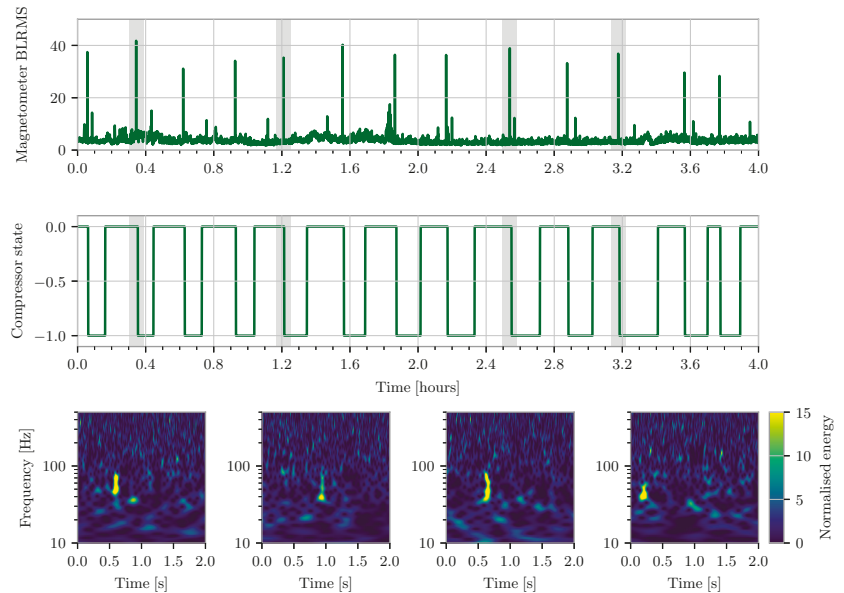 Magnetometer BLRMS
40
20
0
0.0 0.4 0.8 1.2 1.6 2.0 2.4 2.8 3.2 3.6 4.0
Compressor state
0.0
−0.5
−1.0
0.0 0.4 0.8 1.2 1.6 2.0 2.4 2.8 3.2 3.6 4.0
Time [hours]
Frequency [Hz]
100
10
0.0 0.5 1.0 1.5 2.0
Time [s]
100
10
0.0 0.5 1.0 1.5 2.0
Time [s]
100
10
0.0 0.5 1.0 1.5 2.0
Time [s]
100
10
0.0 0.5 1.0 1.5 2.0
Time [s]
15
10
5
0
Normalised energy